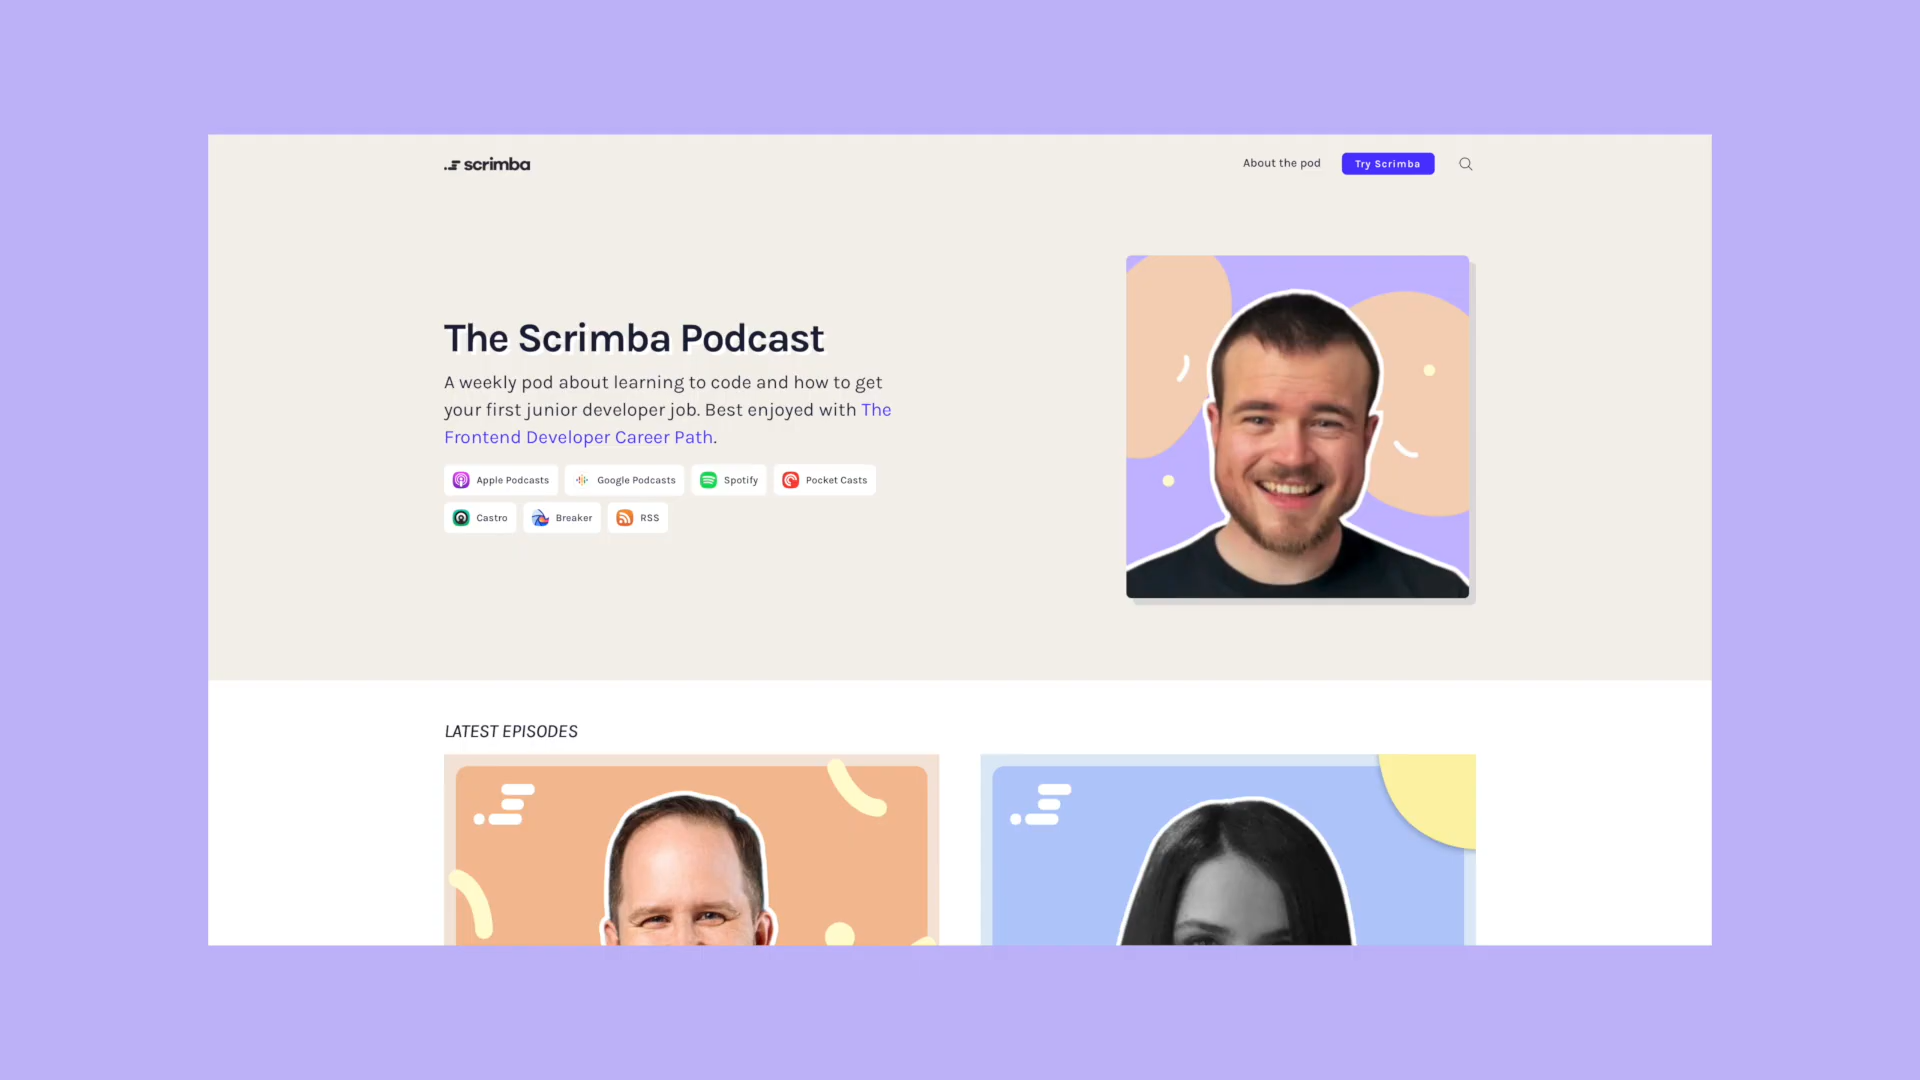 scrimba
About the pod
Try Scrimba
The Scrimba Podcast
A weekly pod about learning to code and how to get
your first junior developer job. Best enjoyed with The
Frontend Developer Career Path.
Apple Podcasts
Google Podcasts
Spotify
Pocket Casts
Castro
Breaker
RSS
LATEST EPISODES